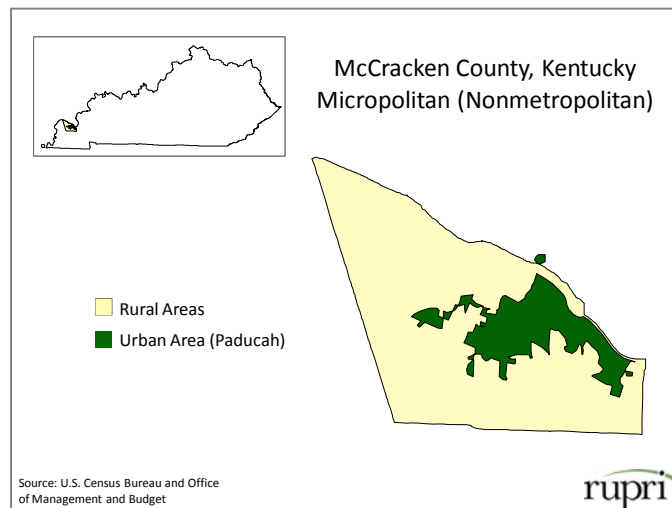 McCracken County, Kentucky
Micropolitan (Nonmetropolitan)
Rural Areas
Urban Area (Paducah)
Source: U.S. Census Bureau and Office
of Management and Budget
rupri